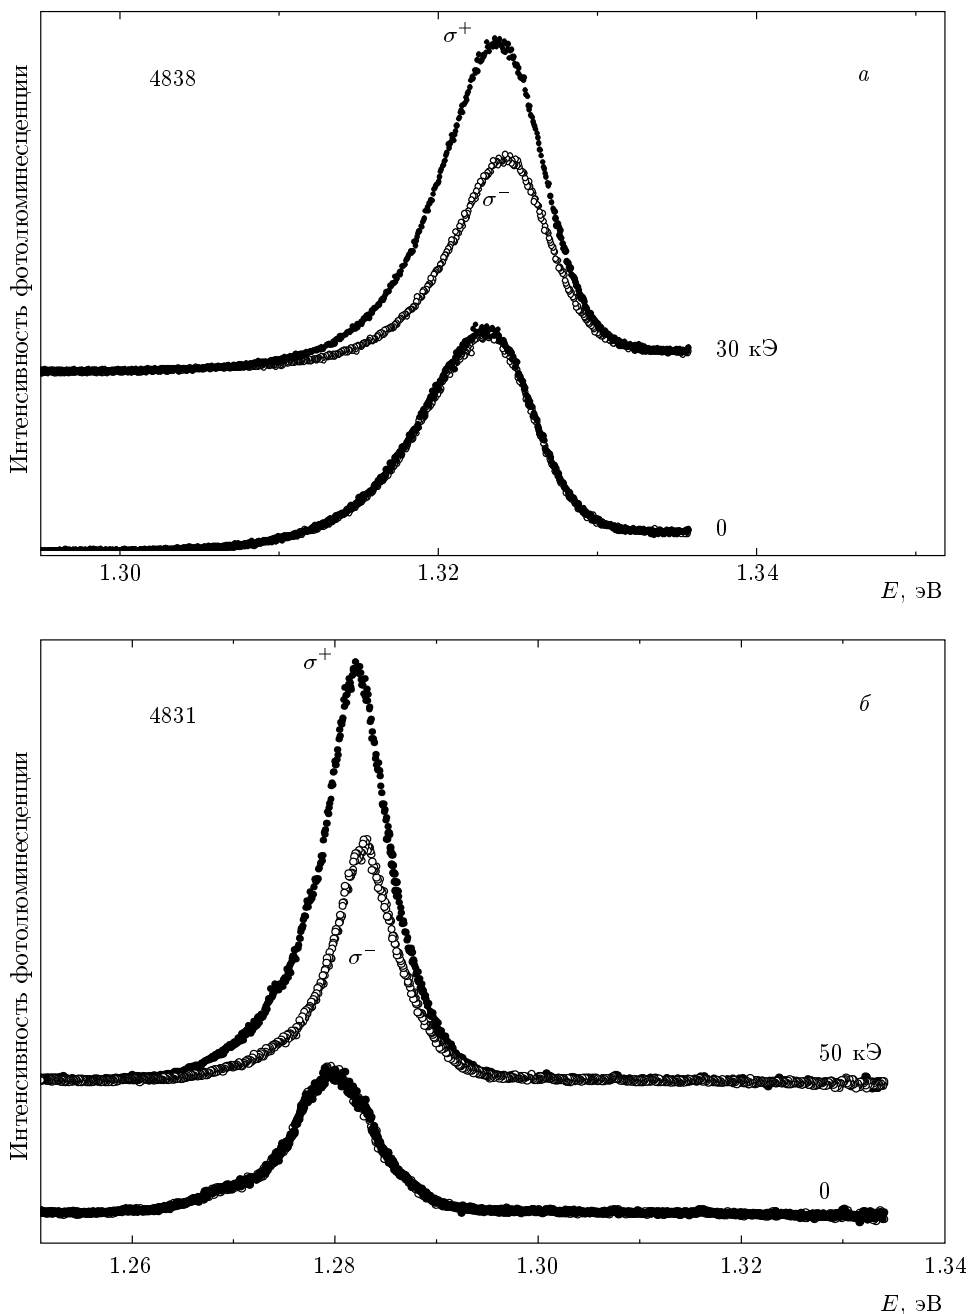 σ⁺
4838
а
Интенсивность фотолюминесценции
σ⁻
30 кЭ
0
1.30 1.32 1.34
E, эВ
σ⁺
4831
б
Интенсивность фотолюминесценции
σ⁻
50 кЭ
0
1.26 1.28 1.30 1.32 1.34
E, эВ